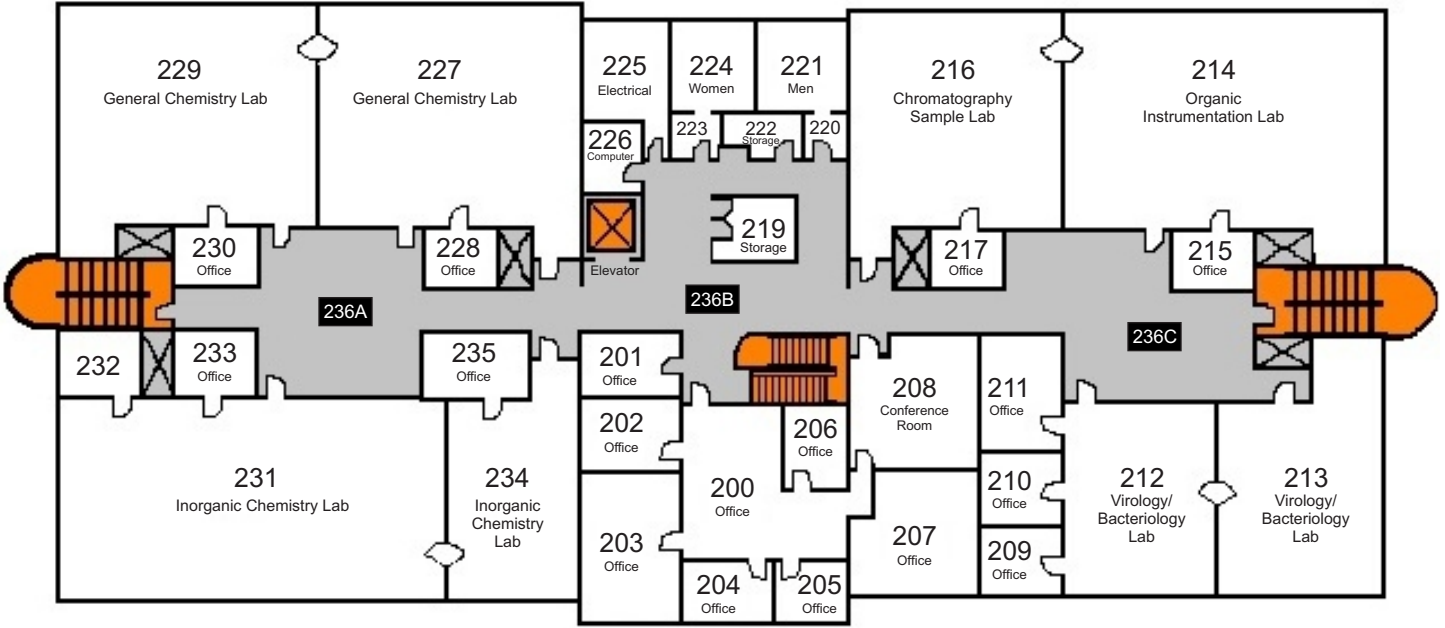 229
General Chemistry Lab
227
General Chemistry Lab
225
Electrical
224
Women
221
Men
216
Chromatography
Sample Lab
214
Organic
Instrumentation Lab
226
Computer
223
222
Storage
220
230
Office
228
Office
Elevator
219
Storage
217
Office
215
Office
236A
236B
236C
232
233
Office
235
Office
201
Office
202
Office
203
Office
231
Inorganic Chemistry Lab
234
Inorganic
Chemistry
Lab
200
Office
206
Office
204
Office
205
Office
208
Conference
Room
207
Office
211
Office
210
Office
209
Office
212
Virology/
Bacteriology
Lab
213
Virology/
Bacteriology
Lab